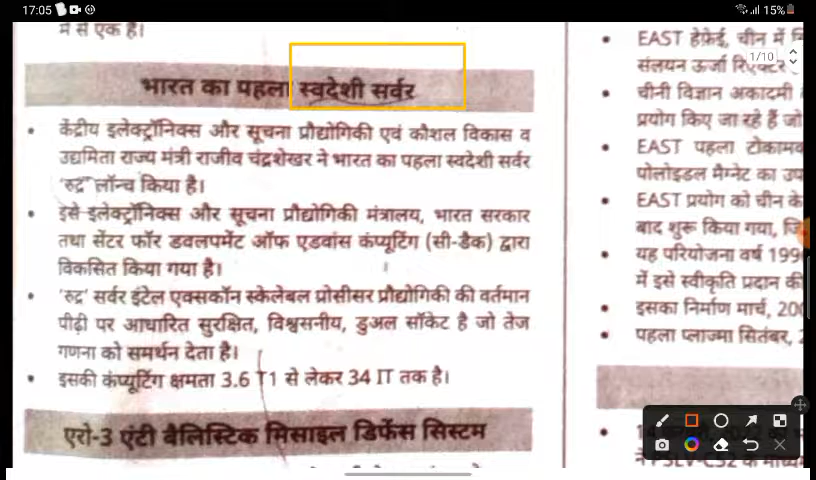 17:05
15%
में से एक है।
भारत का पहला स्वदेशी सर्वर
• केंद्रीय इलेक्ट्रॉनिक्स और सूचना प्रौद्योगिकी एवं कौशल विकास व
उद्यमिता राज्य मंत्री राजीव चंद्रशेखर ने भारत का पहला स्वदेशी सर्वर
'रुद्र' लॉन्च किया है।
• इसे इलेक्ट्रॉनिक्स और सूचना प्रौद्योगिकी मंत्रालय, भारत सरकार
तथा सेंटर फॉर डवलपमेंट ऑफ एडवांस कंप्यूटिंग (सी-डैक) द्वारा
विकसित किया गया है।
• 'रुद्र' सर्वर इंटेल एक्सकॉन स्केलेबल प्रोसीसर प्रौद्योगिकी की वर्तमान
पीढ़ी पर आधारित सुरक्षित, विश्वसनीय, डुअल सॉकेट है जो तेज
गणना को समर्थन देता है।
• इसकी कंप्यूटिंग क्षमता 3.6 T1 से लेकर 34 IT तक है।
एरो-3 एंटी बैलिस्टिक मिसाइल डिफेंस सिस्टम
• EAST हेफ़ेई, चीन में
संलयन ऊर्जा रिएक्टर
1/10
• चीनी विज्ञान अकादमी
प्रयोग किए जा रहे हैं जो
• EAST पहला टोकामक
पोलोइडल मैग्नेट का
• EAST प्रयोग को चीन के
बाद शुरू किया गया,
• यह परियोजना वर्ष 199
में इसे स्वीकृति प्रदान की
• इसका निर्माण मार्च, 200
• पहला प्लाज्मा सितंबर,